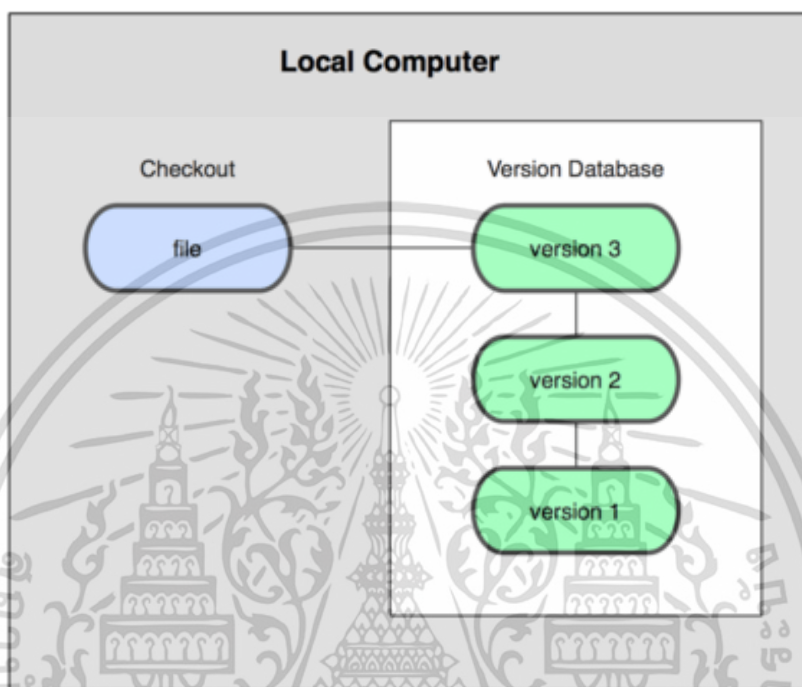 Local Computer
Checkout
Version Database
file
version 3
version 2
version 1